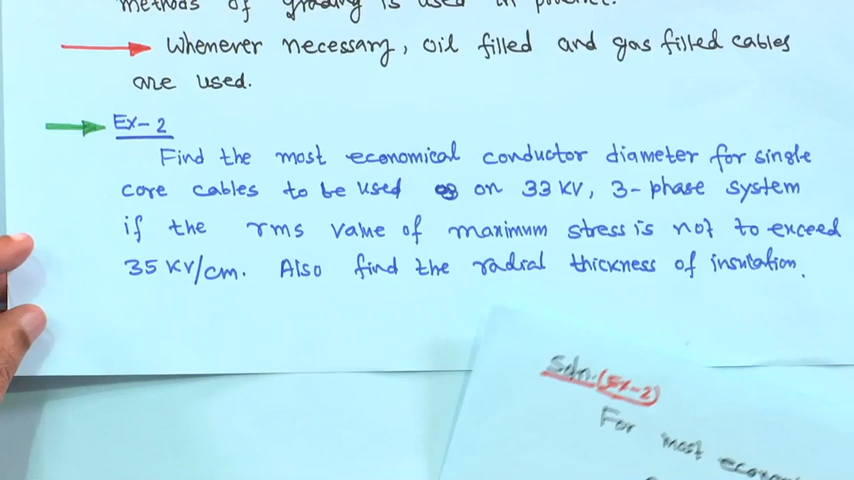 methods of grading is used in
→ Whenever necessary, oil filled and gas filled cables
are used.
→ Ex-2
Find the most economical conductor diameter for single
core cables to be used on 33 KV, 3-phase system
if the rms value of maximum stress is not to exceed
35 KV/cm. Also find the radial thickness of insulation.
Soln. (Ex-2)
For most